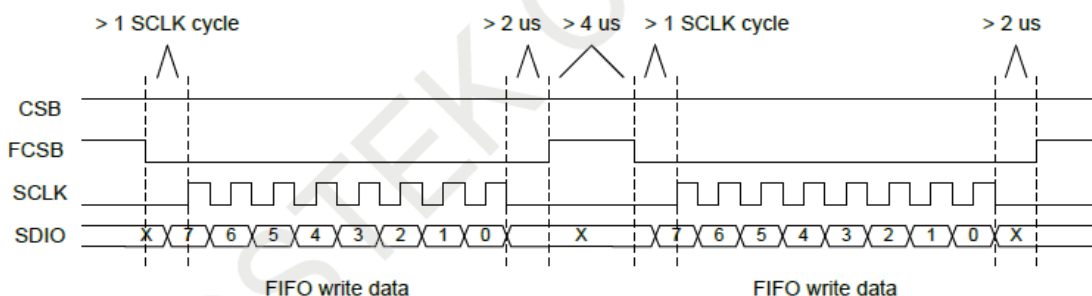 > 1 SCLK cycle > 2 us > 4 us > 1 SCLK cycle > 2 us
CSB
FCSB
SCLK
SDIO X 7 6 5 4 3 2 1 0 X 7 6 5 4 3 2 1 0 X
FIFO write data FIFO write data
STEK